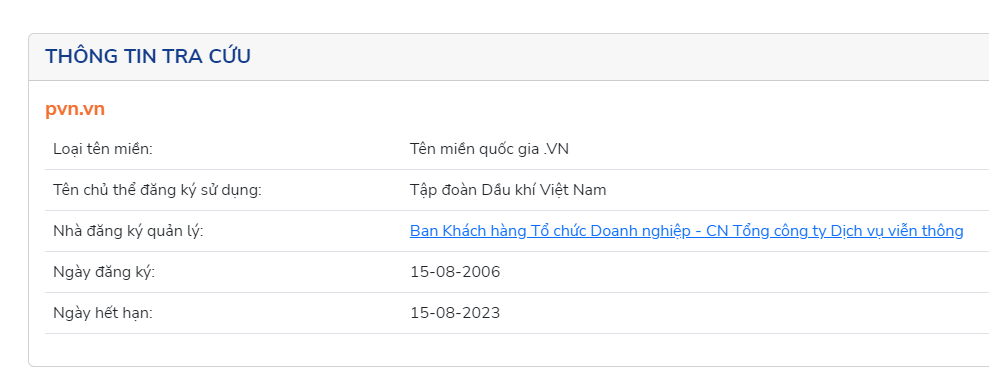 THÔNG TIN TRA CỨU
pvn.vn
Loại tên miền: Tên miền quốc gia .VN
Tên chủ thể đăng ký sử dụng: Tập đoàn Dầu khí Việt Nam
Nhà đăng ký quản lý: Ban Khách hàng Tổ chức Doanh nghiệp - CN Tổng công ty Dịch vụ viễn thông
Ngày đăng ký: 15-08-2006
Ngày hết hạn: 15-08-2023